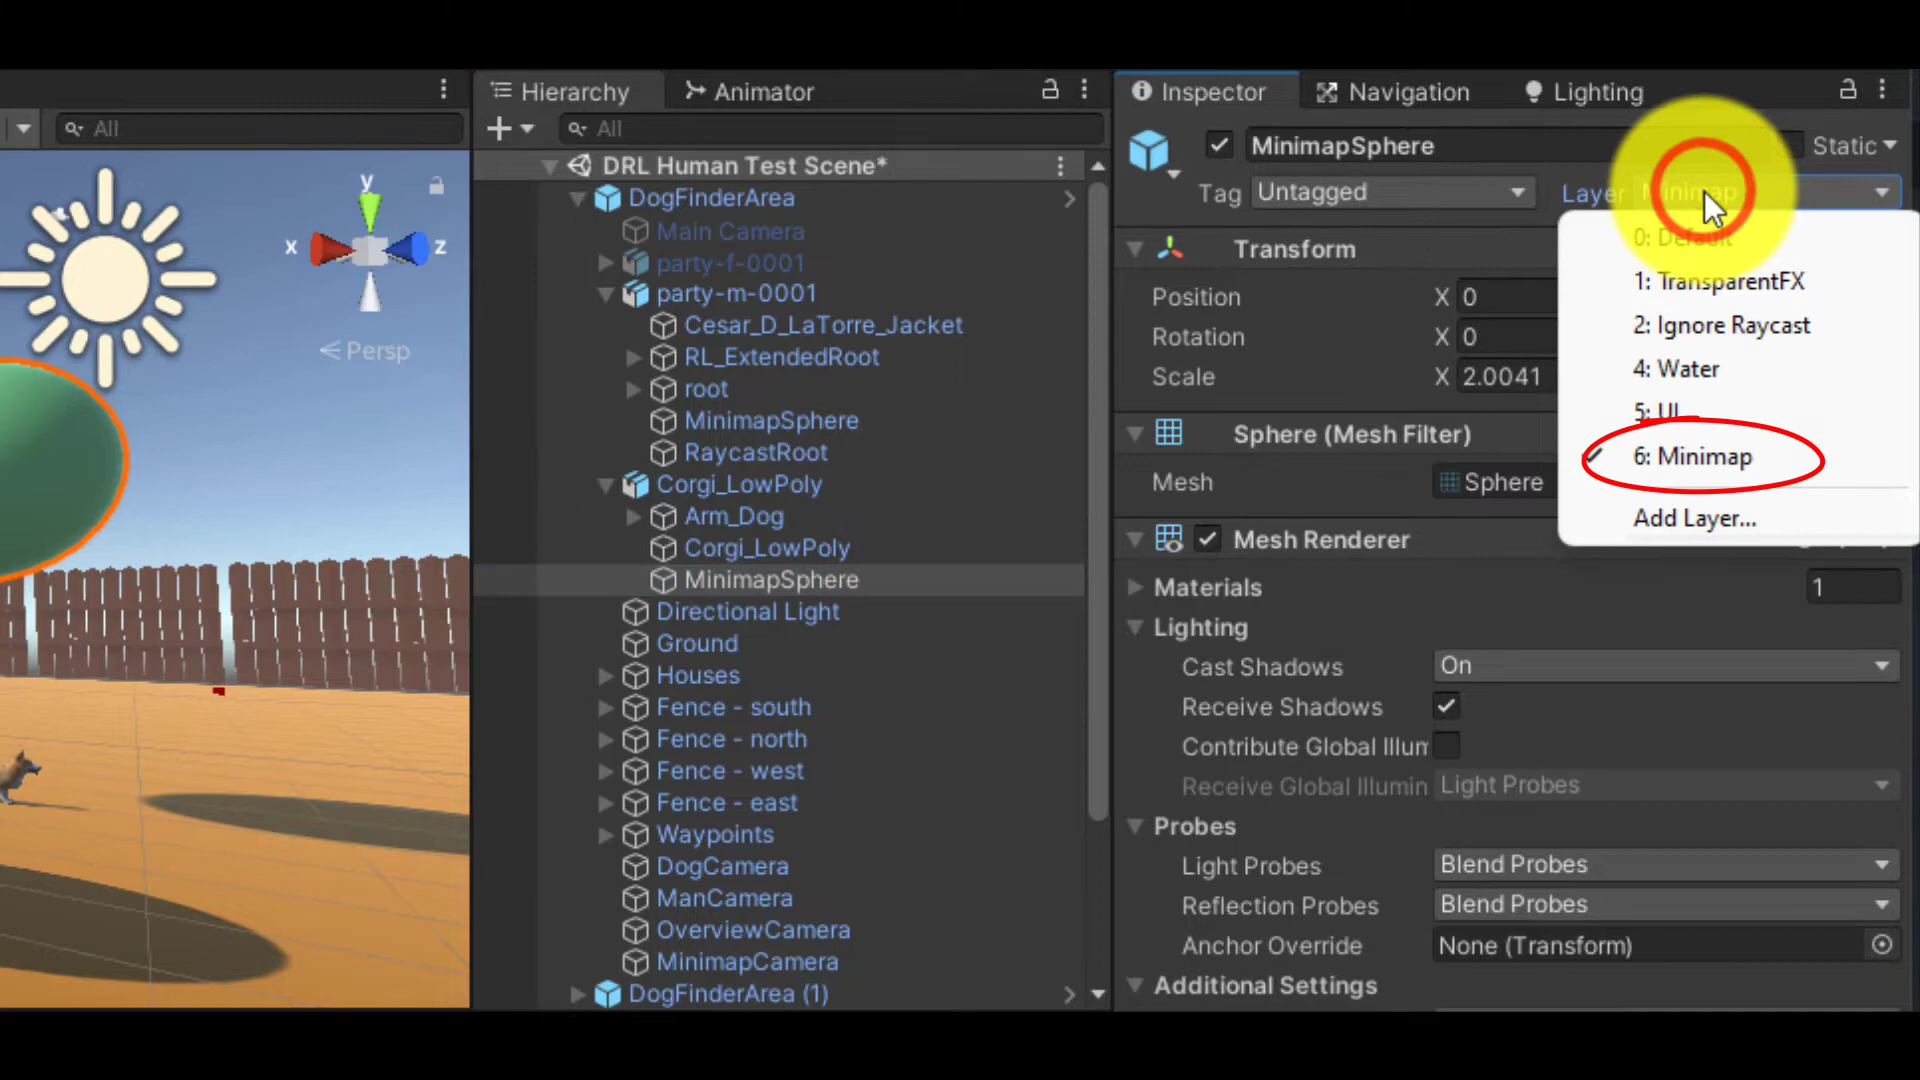 All
y
x
z
Persp
Hierarchy
Animator
All
DRL Human Test Scene*
DogFinderArea
Main Camera
party-f-0001
party-m-0001
Cesar_D_LaTorre_Jacket
RL_ExtendedRoot
root
MinimapSphere
RaycastRoot
Corgi_LowPoly
Arm_Dog
Corgi_LowPoly
MinimapSphere
Directional Light
Ground
Houses
Fence - south
Fence - north
Fence - west
Fence - east
Waypoints
DogCamera
ManCamera
OverviewCamera
MinimapCamera
DogFinderArea (1)
Inspector
Navigation
Lighting
MinimapSphere
Static
Tag Untagged
Layer Minimap
0: Default
1: TransparentFX
2: Ignore Raycast
4: Water
5: UI
6: Minimap
Add Layer...
Transform
Position X 0
Rotation X 0
Scale X 2.0041
Sphere (Mesh Filter)
Mesh Sphere
Mesh Renderer
Materials 1
Lighting
Cast Shadows On
Receive Shadows
Contribute Global Illum
Receive Global Illumin Light Probes
Probes
Light Probes Blend Probes
Reflection Probes Blend Probes
Anchor Override None (Transform)
Additional Settings